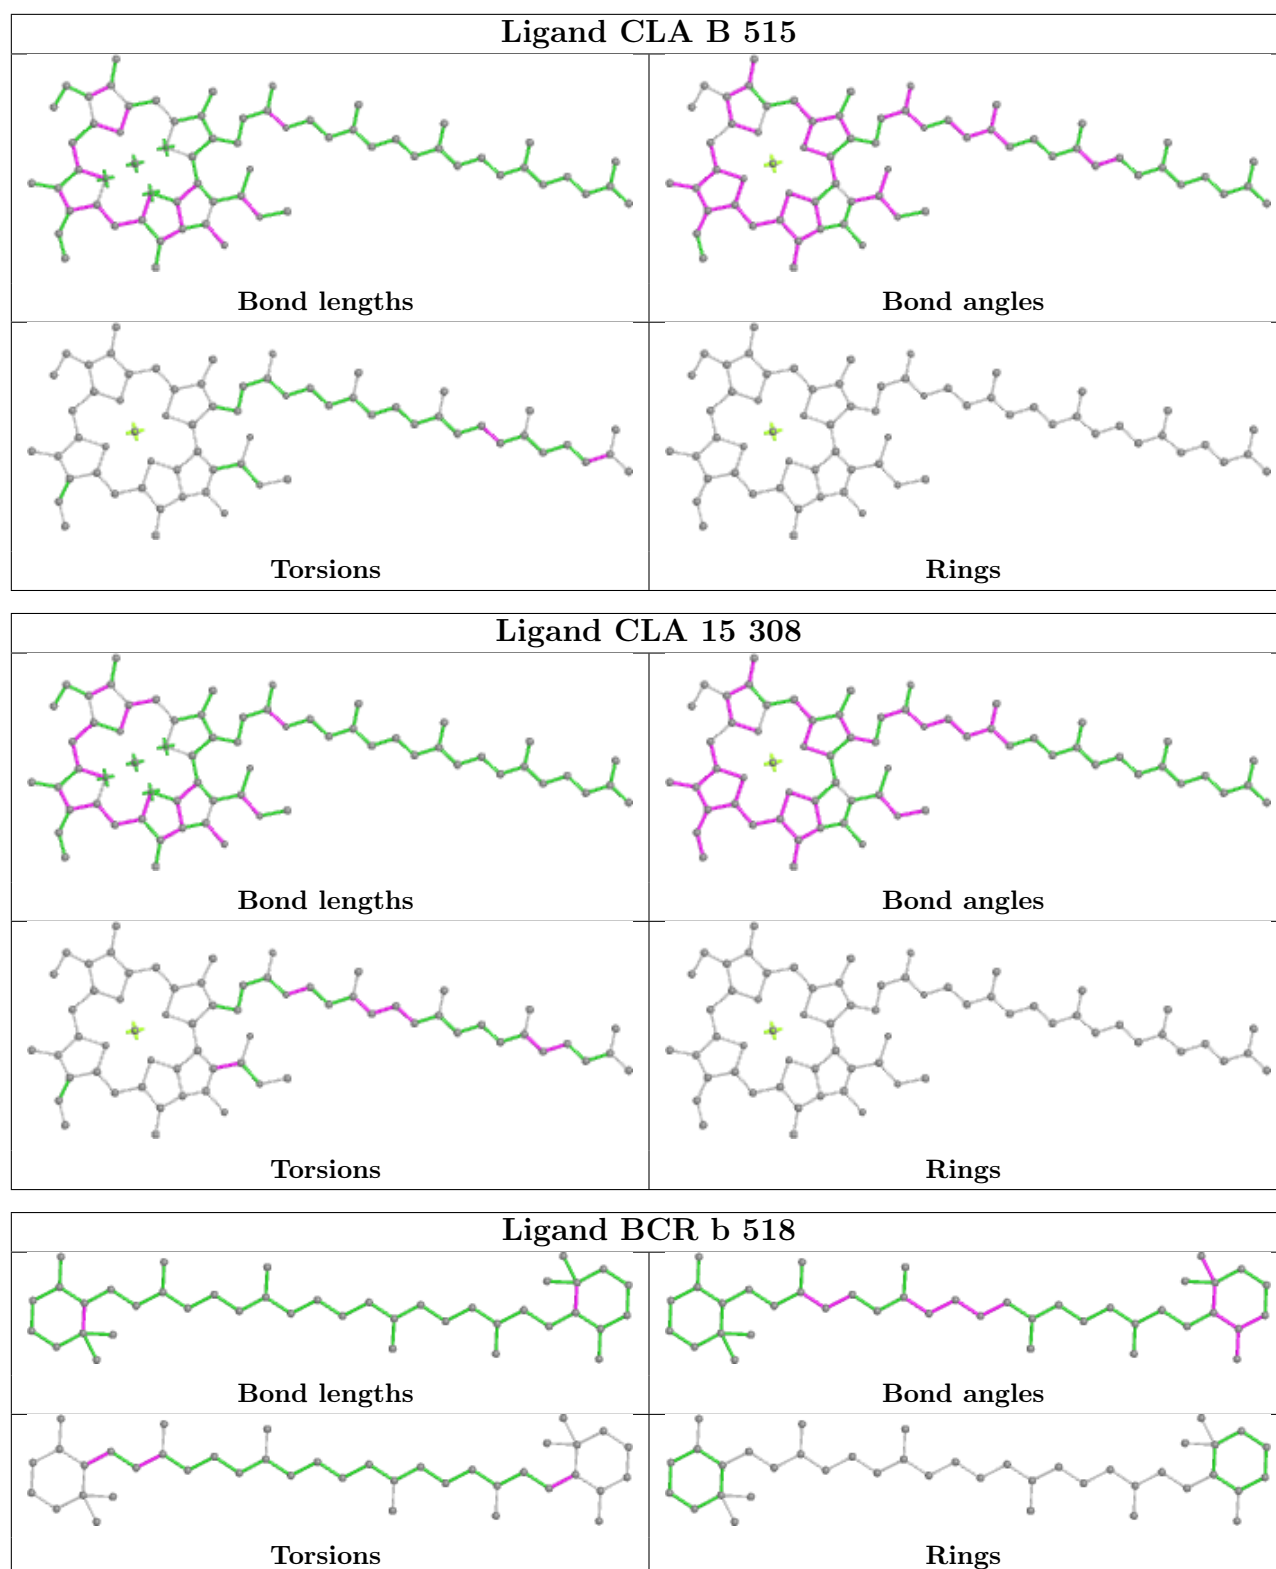 Ligand CLA B 515
Bond lengths
Bond angles
Torsions
Rings
Ligand CLA 15 308
Bond lengths
Bond angles
Torsions
Rings
Ligand BCR b 518
Bond lengths
Bond angles
Torsions
Rings